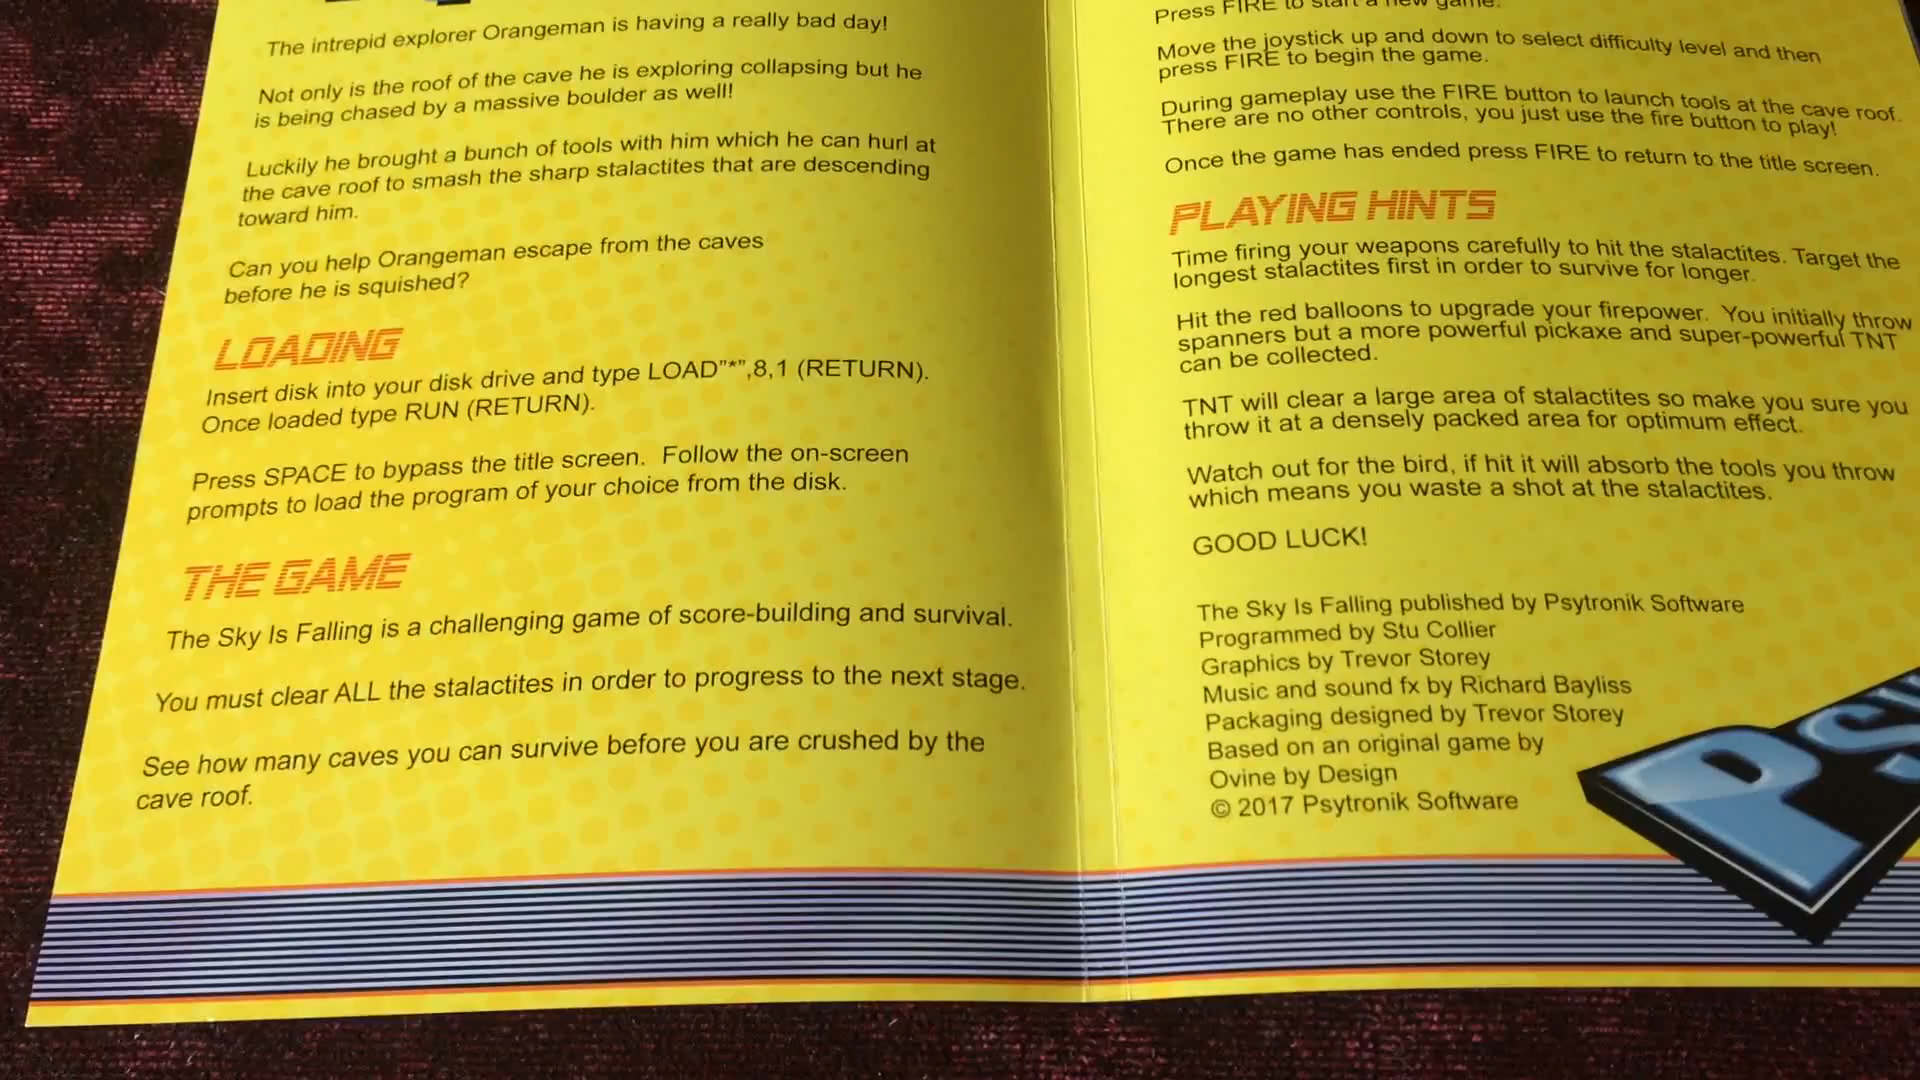 The intrepid explorer Orangeman is having a really bad day!
Not only is the roof of the cave he is exploring collapsing but he
is being chased by a massive boulder as well!
Luckily he brought a bunch of tools with him which he can hurl at
the cave roof to smash the sharp stalactites that are descending
toward him.
Can you help Orangeman escape from the caves
before he is squished?
LOADING
Insert disk into your disk drive and type LOAD"*",8,1 (RETURN).
Once loaded type RUN (RETURN).
Press SPACE to bypass the title screen. Follow the on-screen
prompts to load the program of your choice from the disk.
THE GAME
The Sky Is Falling is a challenging game of score-building and survival.
You must clear ALL the stalactites in order to progress to the next stage.
See how many caves you can survive before you are crushed by the
cave roof.
Press FIRE to start a new game.
Move the joystick up and down to select difficulty level and then
press FIRE to begin the game.
During gameplay use the FIRE button to launch tools at the cave roof.
There are no other controls, you just use the fire button to play!
Once the game has ended press FIRE to return to the title screen.
PLAYING HINTS
Time firing your weapons carefully to hit the stalactites. Target the
longest stalactites first in order to survive for longer.
Hit the red balloons to upgrade your firepower. You initially throw
spanners but a more powerful pickaxe and super-powerful TNT
can be collected.
TNT will clear a large area of stalactites so make you sure you
throw it at a densely packed area for optimum effect.
Watch out for the bird, if hit it will absorb the tools you throw
which means you waste a shot at the stalactites.
GOOD LUCK!
The Sky Is Falling published by Psytronik Software
Programmed by Stu Collier
Graphics by Trevor Storey
Music and sound fx by Richard Bayliss
Packaging designed by Trevor Storey
Based on an original game by
Ovine by Design
© 2017 Psytronik Software